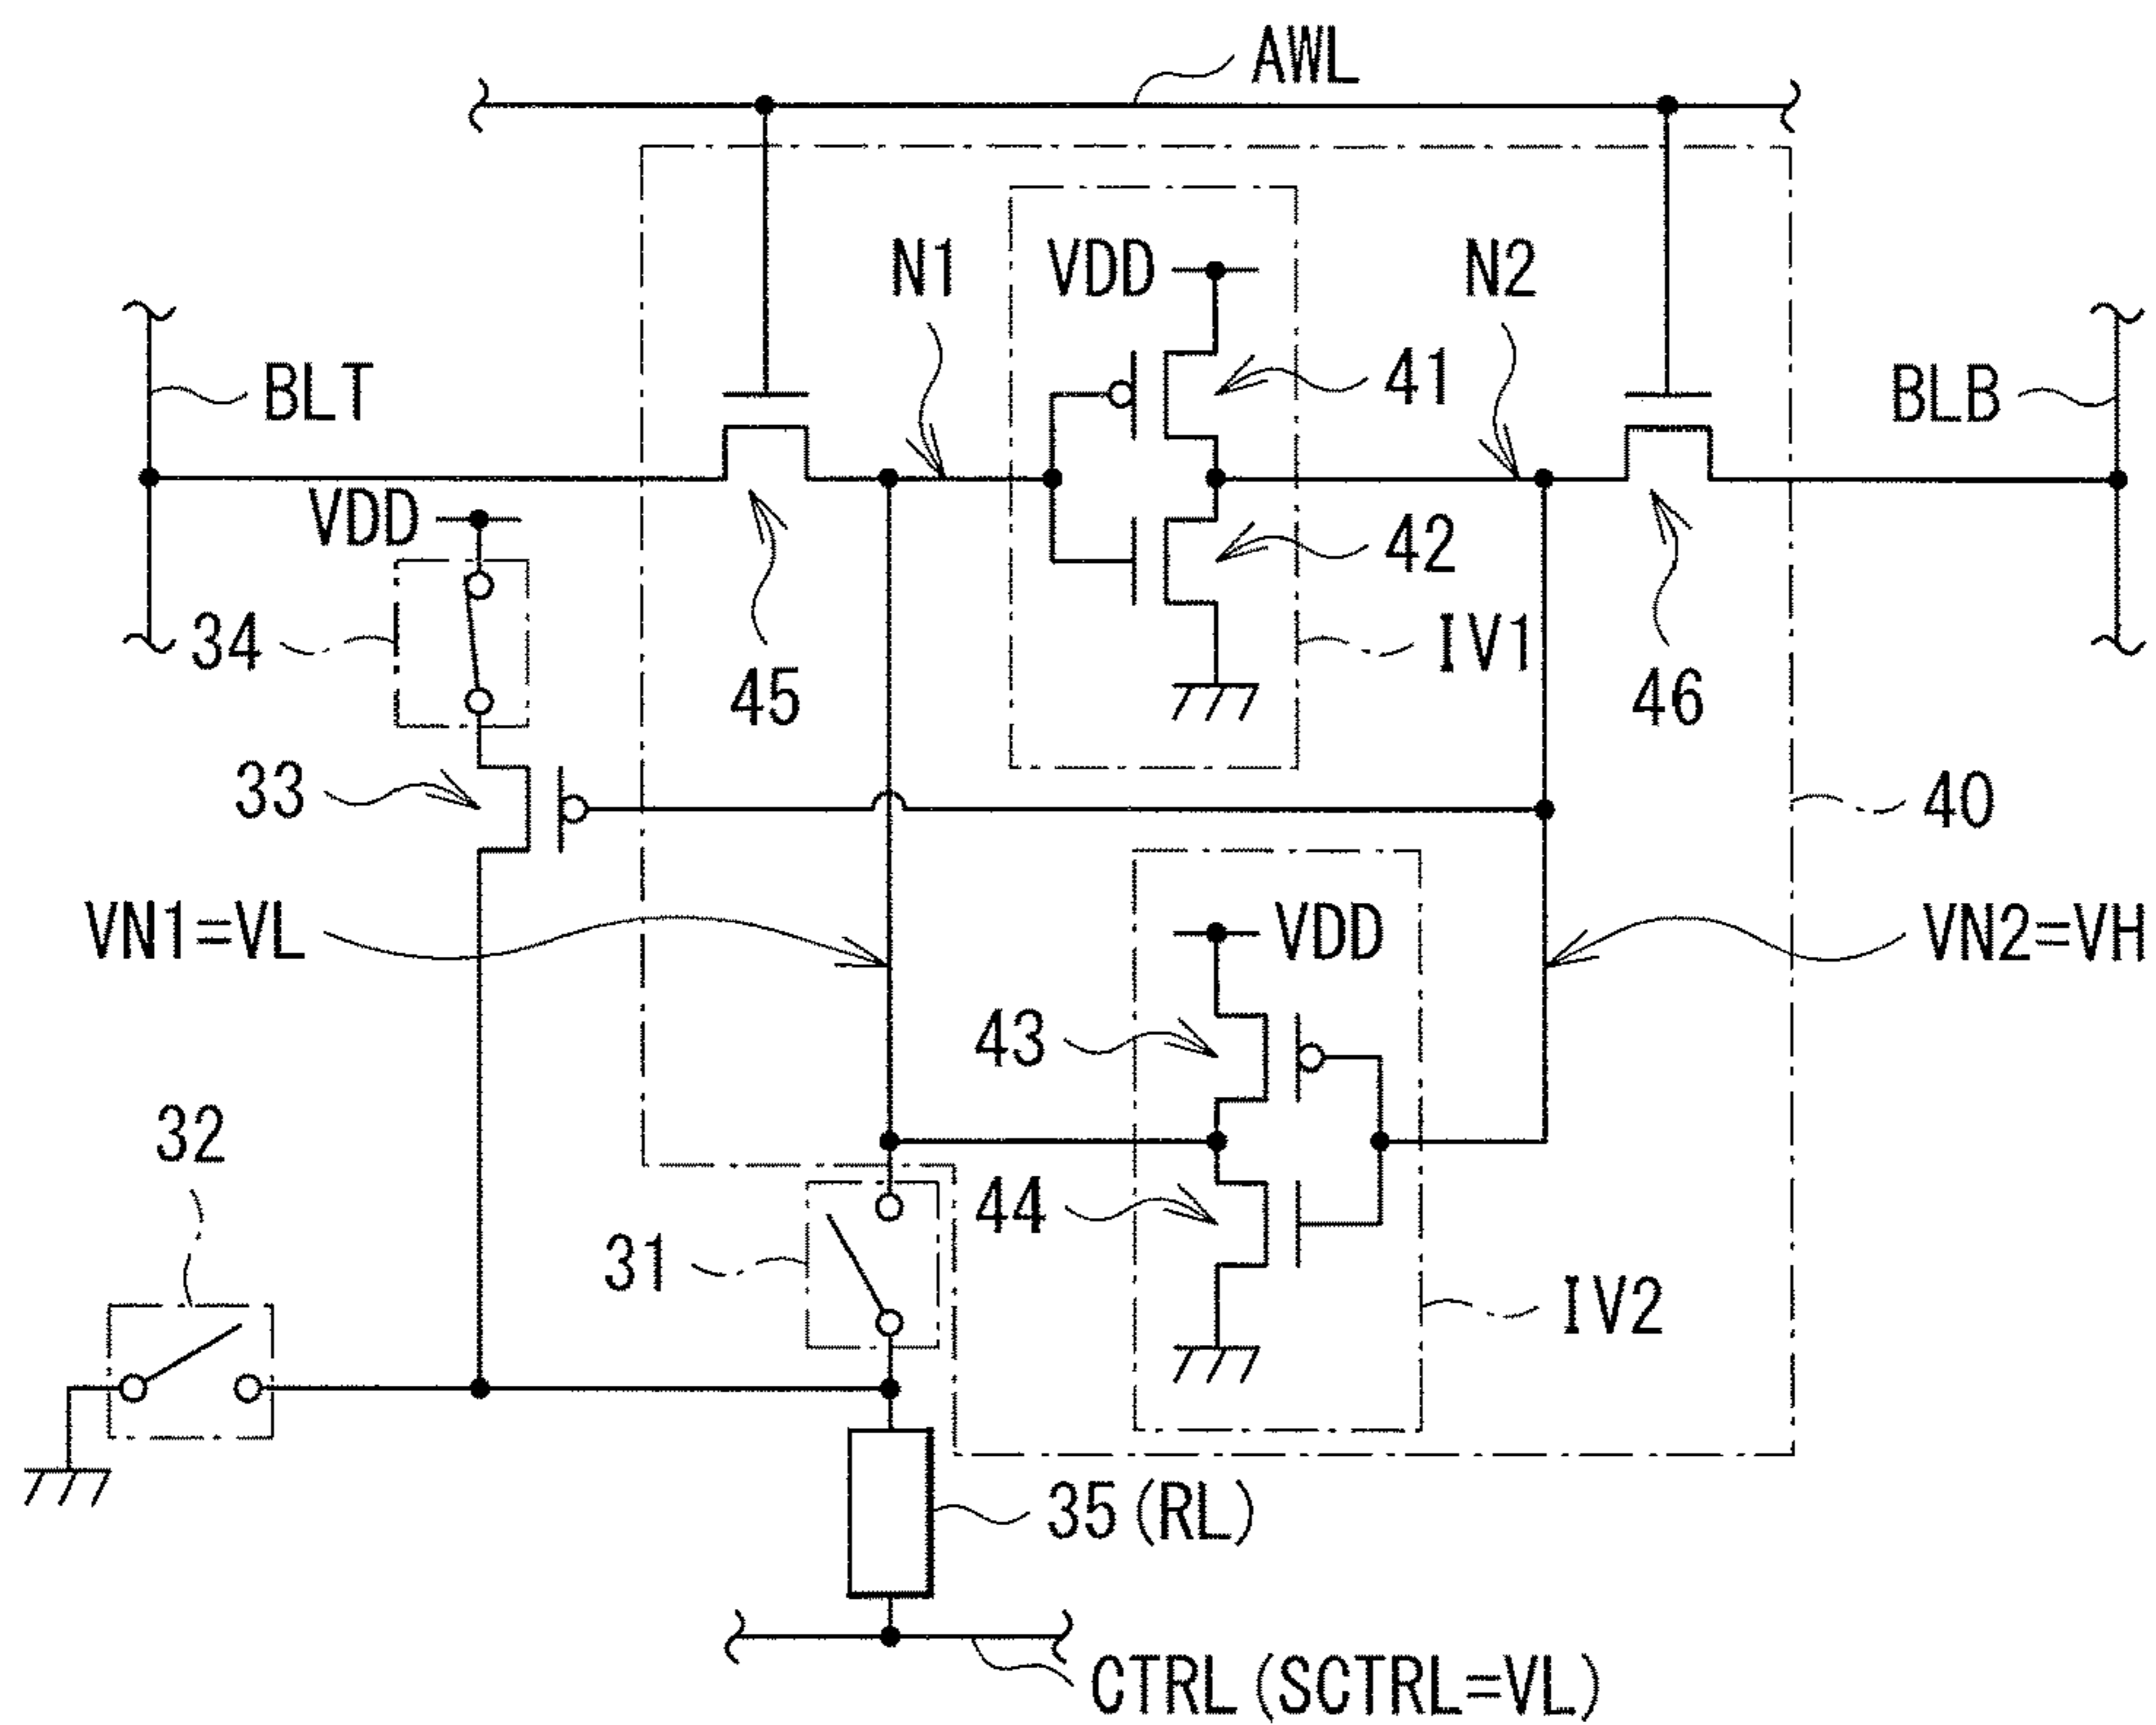 AWL
N1
VDD
N2
BLT
41
BLB
VDD
42
34
45
IV1
46
33
40
VN1=VL
VDD
VN2=VH
43
32
44
31
IV2
35(RL)
CTRL(SCTRL=VL)